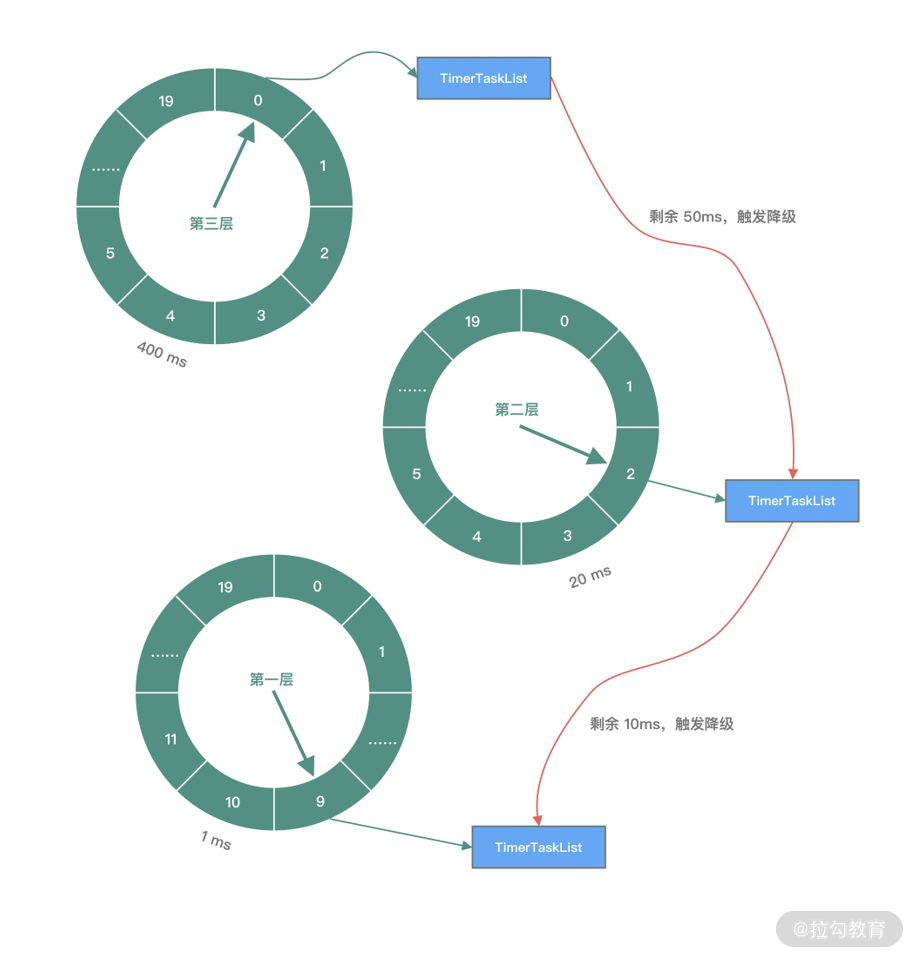 TimerTaskList
19
0
1
2
3
4
5
......
第三层
400 ms
剩余 50ms，触发降级
19
0
1
2
3
4
5
......
第二层
20 ms
TimerTaskList
剩余 10ms，触发降级
19
0
1
......
9
10
11
......
第一层
1 ms
TimerTaskList
@拉勾教育